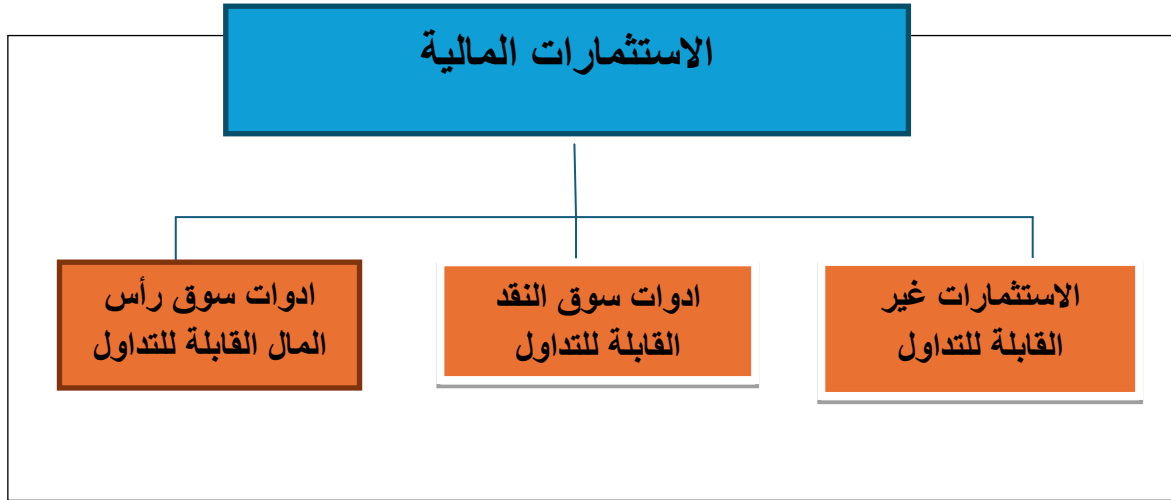 الاستثمارات المالية
الاستثمارات غير
القابلة للتداول
ادوات سوق النقد
القابلة للتداول
ادوات سوق رأس
المال القابلة للتداول